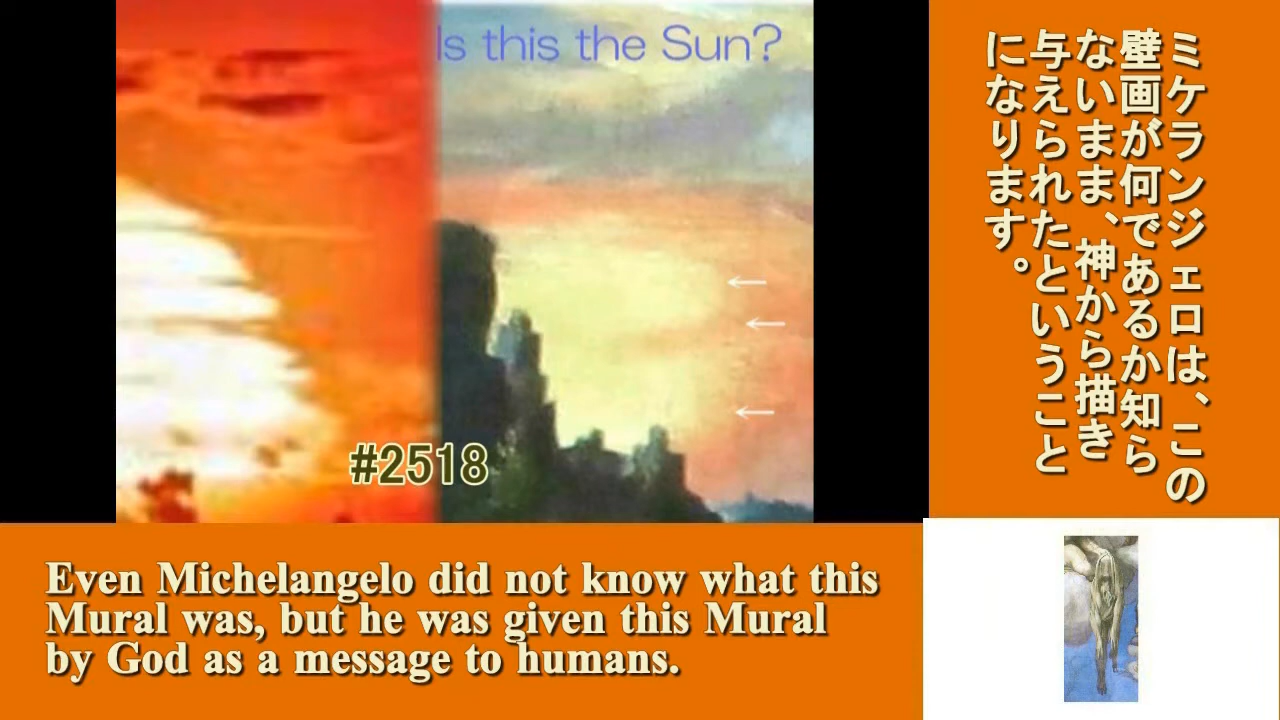 Is this the Sun?
#2518
ミケランジェロは、この
壁画が何であるか知ら
ないまま、神から描き
与えられたということ
になります。
Even Michelangelo did not know what this
Mural was, but he was given this Mural
by God as a message to humans.